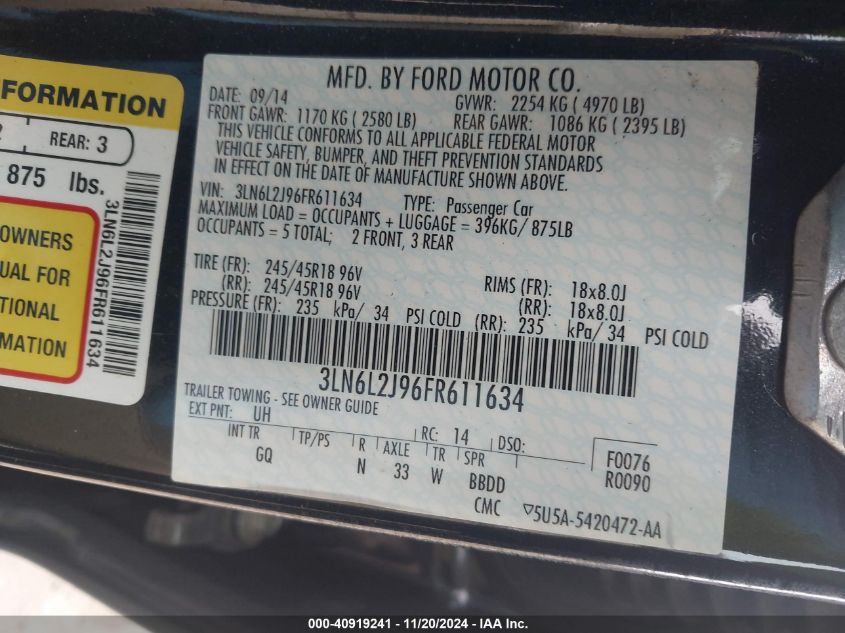 FORMATION
REAR: 3
875 lbs.
OWNERS
UAL FOR
TIONAL
RMATION
3LN6L2J96FR611634
MFD. BY FORD MOTOR CO.
DATE: 09/14 GVWR: 2254 KG ( 4970 LB)
FRONT GAWR: 1170 KG ( 2580 LB) REAR GAWR: 1086 KG ( 2395 LB)
THIS VEHICLE CONFORMS TO ALL APPLICABLE FEDERAL MOTOR
VEHICLE SAFETY, BUMPER, AND THEFT PREVENTION STANDARDS
IN EFFECT ON THE DATE OF MANUFACTURE SHOWN ABOVE.
VIN: 3LN6L2J96FR611634 TYPE: Passenger Car
MAXIMUM LOAD = OCCUPANTS + LUGGAGE = 396KG/ 875LB
OCCUPANTS = 5 TOTAL; 2 FRONT, 3 REAR
TIRE (FR): 245/45R18 96V RIMS (FR): 18x8.0J
(RR): 245/45R18 96V (RR): 18x8.0J
PRESSURE (FR): 235 kPa/ 34 PSI COLD (RR): 235 kPa/ 34 PSI COLD
3LN6L2J96FR611634
TRAILER TOWING - SEE OWNER GUIDE
EXT PNT: UH RC: 14 DSO:
INT TR TP/PS R AXLE TR SPR F0076
GQ N 33 W BBDD R0090
CMC ▽5U5A-5420472-AA
000-40919241 - 11/20/2024 - IAA Inc.